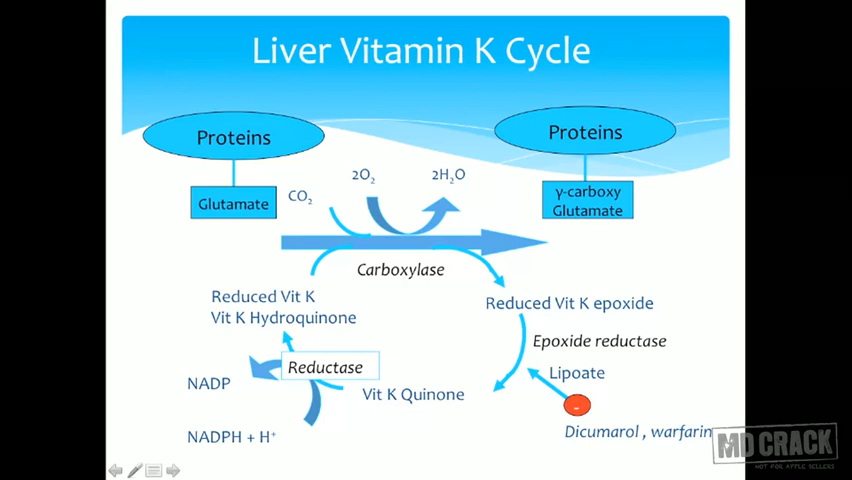 Liver Vitamin K Cycle
Proteins
Proteins
Glutamate
CO₂
2O₂
2H₂O
γ-carboxy
Glutamate
Carboxylase
Reduced Vit K
Vit K Hydroquinone
Reduced Vit K epoxide
Epoxide reductase
Reductase
Lipoate
NADP
Vit K Quinone
NADPH + H⁺
Dicumarol , warfarin
MD CRACK
NOT FOR APPLE SELLERS